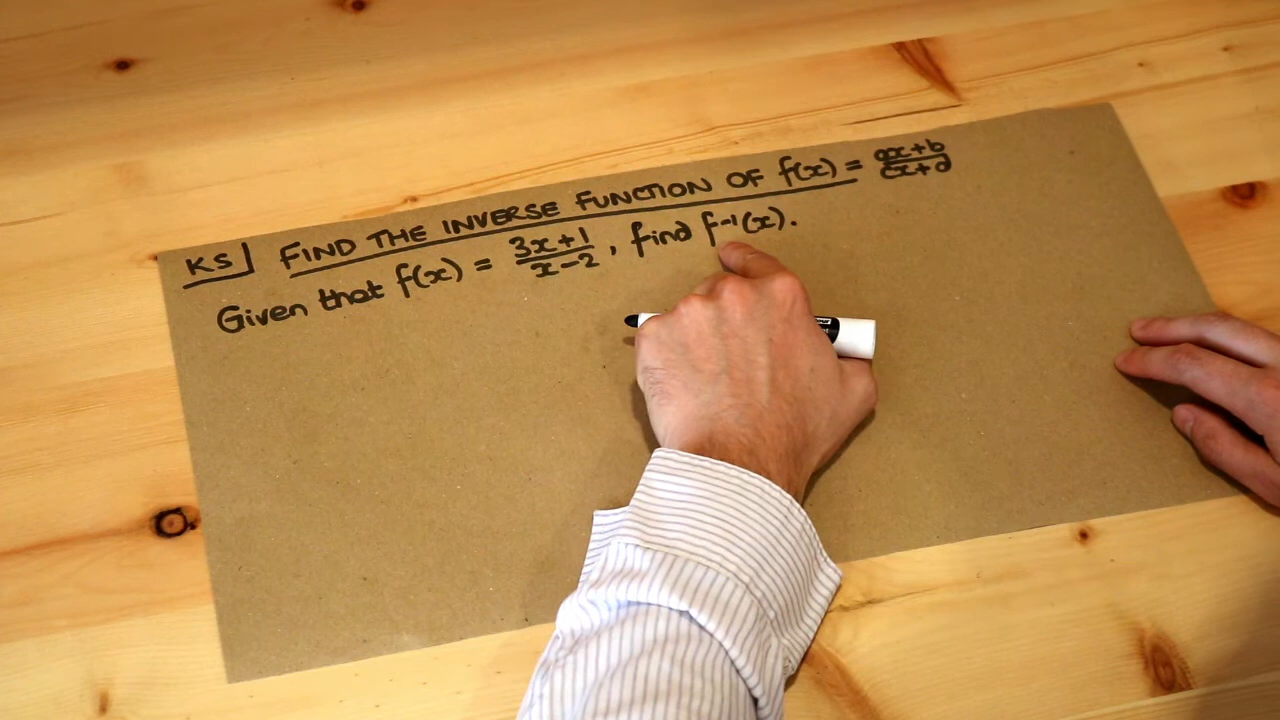 KS FIND THE INVERSE FUNCTION OF f(x) = ax+b/cx+d
Given that f(x) = 3x+1/x-2, find f⁻¹(x).